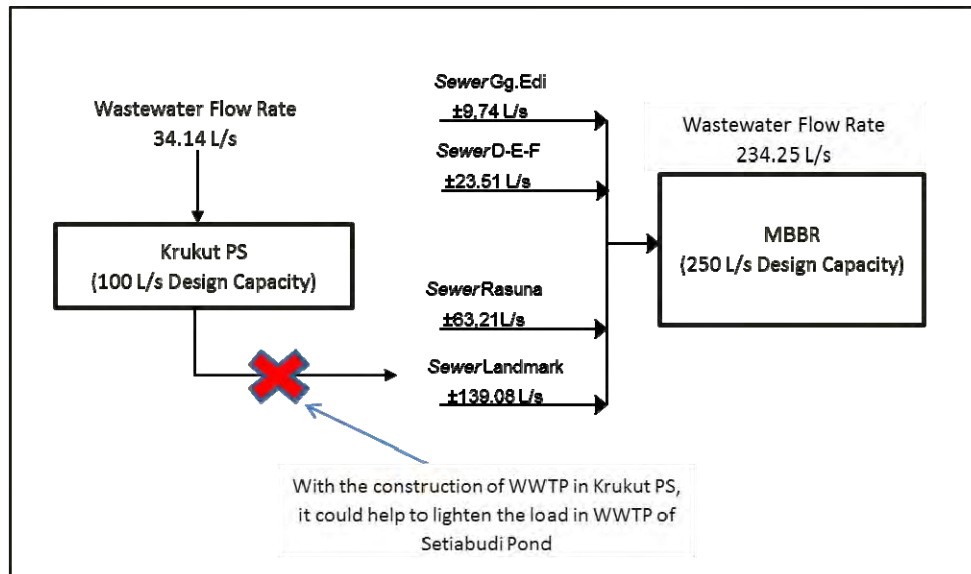 Wastewater Flow Rate
34.14 L/s
Krukut PS
(100 L/s Design Capacity)
SewerGg.Edi
±9,74 L/s
SewerD-E-F
±23.51 L/s
SewerRasuna
±63,21L/s
SewerLandmark
±139.08 L/s
Wastewater Flow Rate
234.25 L/s
MBBR
(250 L/s Design Capacity)
With the construction of WWTP in Krukut PS,
it could help to lighten the load in WWTP of
Setiabudi Pond